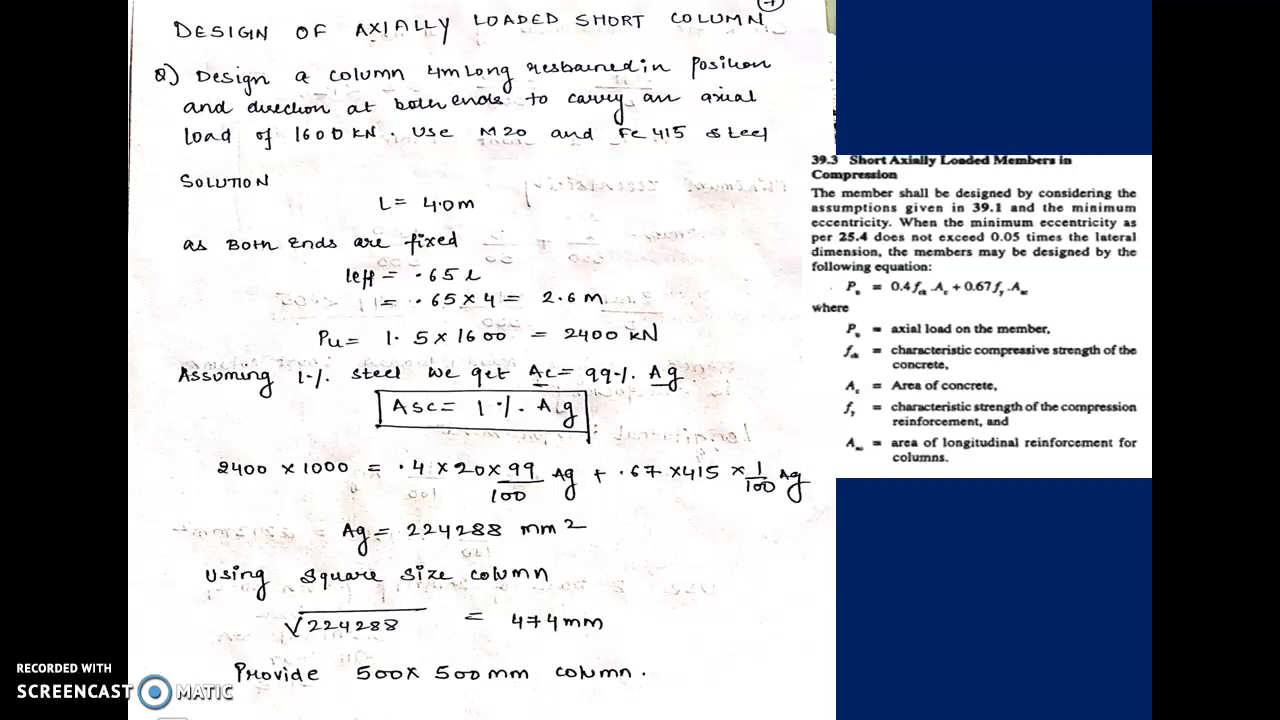 DESIGN OF AXIALLY LOADED SHORT COLUMN
Q) Design a column 4m long restrained in position
and direction at both ends to carry an axial
load of 1600 KN. Use M20 and Fe 415 steel
SOLUTION
L = 4.0m
as Both Ends are fixed
leff = .65 l
= .65 x 4 = 2.6 m
Pu = 1.5 x 1600 = 2400 kN
Assuming 1.% steel we get Ac = 99.% Ag
Asc = 1 % Ag
2400 x 1000 = .4 x 20 x 99/100 Ag + .67 x 415 x 1/100 Ag
Ag = 224288 mm2
Using square size column
√224288 = 474mm
Provide 500x 500mm column.
39.3 Short Axially Loaded Members in
Compression
The member shall be designed by considering the
assumptions given in 39.1 and the minimum
eccentricity. When the minimum eccentricity as
per 25.4 does not exceed 0.05 times the lateral
dimension, the members may be designed by the
following equation:
Pu = 0.4 fck .Ac + 0.67 fy .Asc
where
Pu = axial load on the member,
fck = characteristic compressive strength of the
concrete,
Ac = Area of concrete,
fy = characteristic strength of the compression
reinforcement, and
Asc = area of longitudinal reinforcement for
columns.
RECORDED WITH
SCREENCAST MATIC